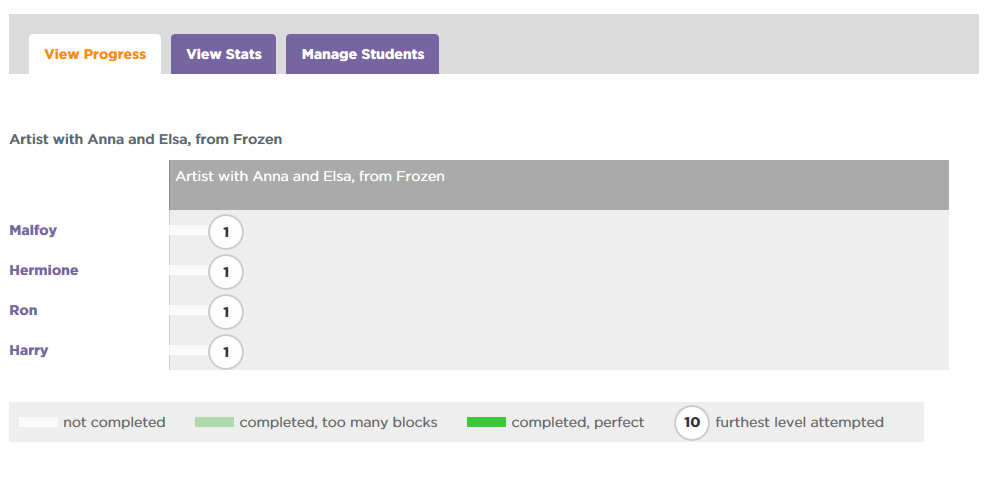 View Progress View Stats Manage Students
Artist with Anna and Elsa, from Frozen
Artist with Anna and Elsa, from Frozen
Malfoy 1
Hermione 1
Ron 1
Harry 1
not completed completed, too many blocks completed, perfect 10 furthest level attempted